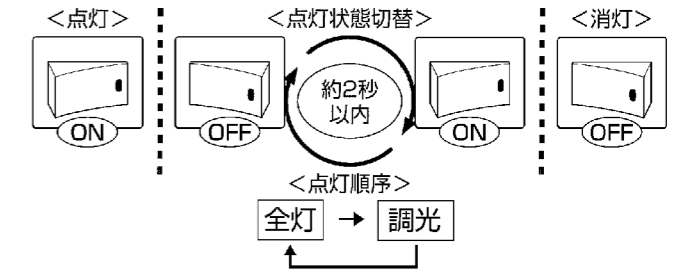 ＜点灯＞
ON
＜点灯状態切替＞
OFF
約2秒
以内
ON
＜消灯＞
OFF
＜点灯順序＞
全灯 → 調光